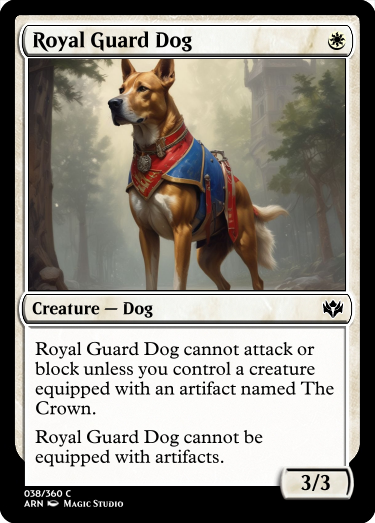 Royal Guard Dog
Creature — Dog
Royal Guard Dog cannot attack or
block unless you control a creature
equipped with an artifact named The
Crown.
Royal Guard Dog cannot be
equipped with artifacts.
3/3
038/360 C
ARN Magic Studio